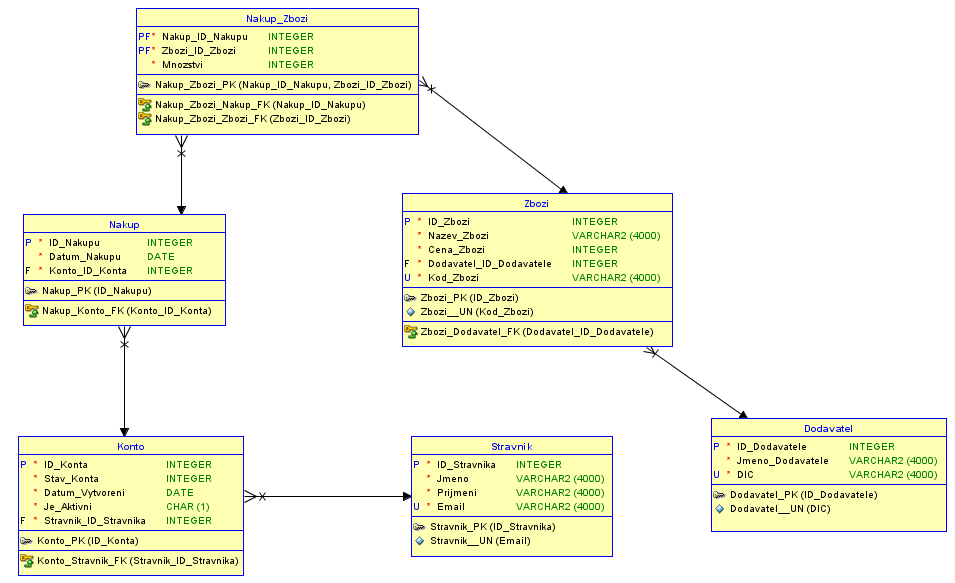 Nakup_Zbozi
PF* Nakup_ID_Nakupu INTEGER
PF* Zbozi_ID_Zbozi INTEGER
* Mnozstvi INTEGER
Nakup_Zbozi_PK (Nakup_ID_Nakupu, Zbozi_ID_Zbozi)
Nakup_Zbozi_Nakup_FK (Nakup_ID_Nakupu)
Nakup_Zbozi_Zbozi_FK (Zbozi_ID_Zbozi)
Zbozi
P * ID_Zbozi INTEGER
* Nazev_Zbozi VARCHAR2 (4000)
* Cena_Zbozi INTEGER
F * Dodavatel_ID_Dodavatele INTEGER
U * Kod_Zbozi VARCHAR2 (4000)
Zbozi_PK (ID_Zbozi)
Zbozi__UN (Kod_Zbozi)
Zbozi_Dodavatel_FK (Dodavatel_ID_Dodavatele)
Nakup
P * ID_Nakupu INTEGER
* Datum_Nakupu DATE
F * Konto_ID_Konta INTEGER
Nakup_PK (ID_Nakupu)
Nakup_Konto_FK (Konto_ID_Konta)
Dodavatel
P * ID_Dodavatele INTEGER
* Jmeno_Dodavatele VARCHAR2 (4000)
U * DIC VARCHAR2 (4000)
Dodavatel_PK (ID_Dodavatele)
Dodavatel__UN (DIC)
Konto
P * ID_Konta INTEGER
* Stav_Konta INTEGER
* Datum_Vytvoreni DATE
* Je_Aktivni CHAR (1)
F * Stravnik_ID_Stravnika INTEGER
Konto_PK (ID_Konta)
Konto_Stravnik_FK (Stravnik_ID_Stravnika)
Stravnik
P * ID_Stravnika INTEGER
* Jmeno VARCHAR2 (4000)
* Prijmeni VARCHAR2 (4000)
U * Email VARCHAR2 (4000)
Stravnik_PK (ID_Stravnika)
Stravnik__UN (Email)